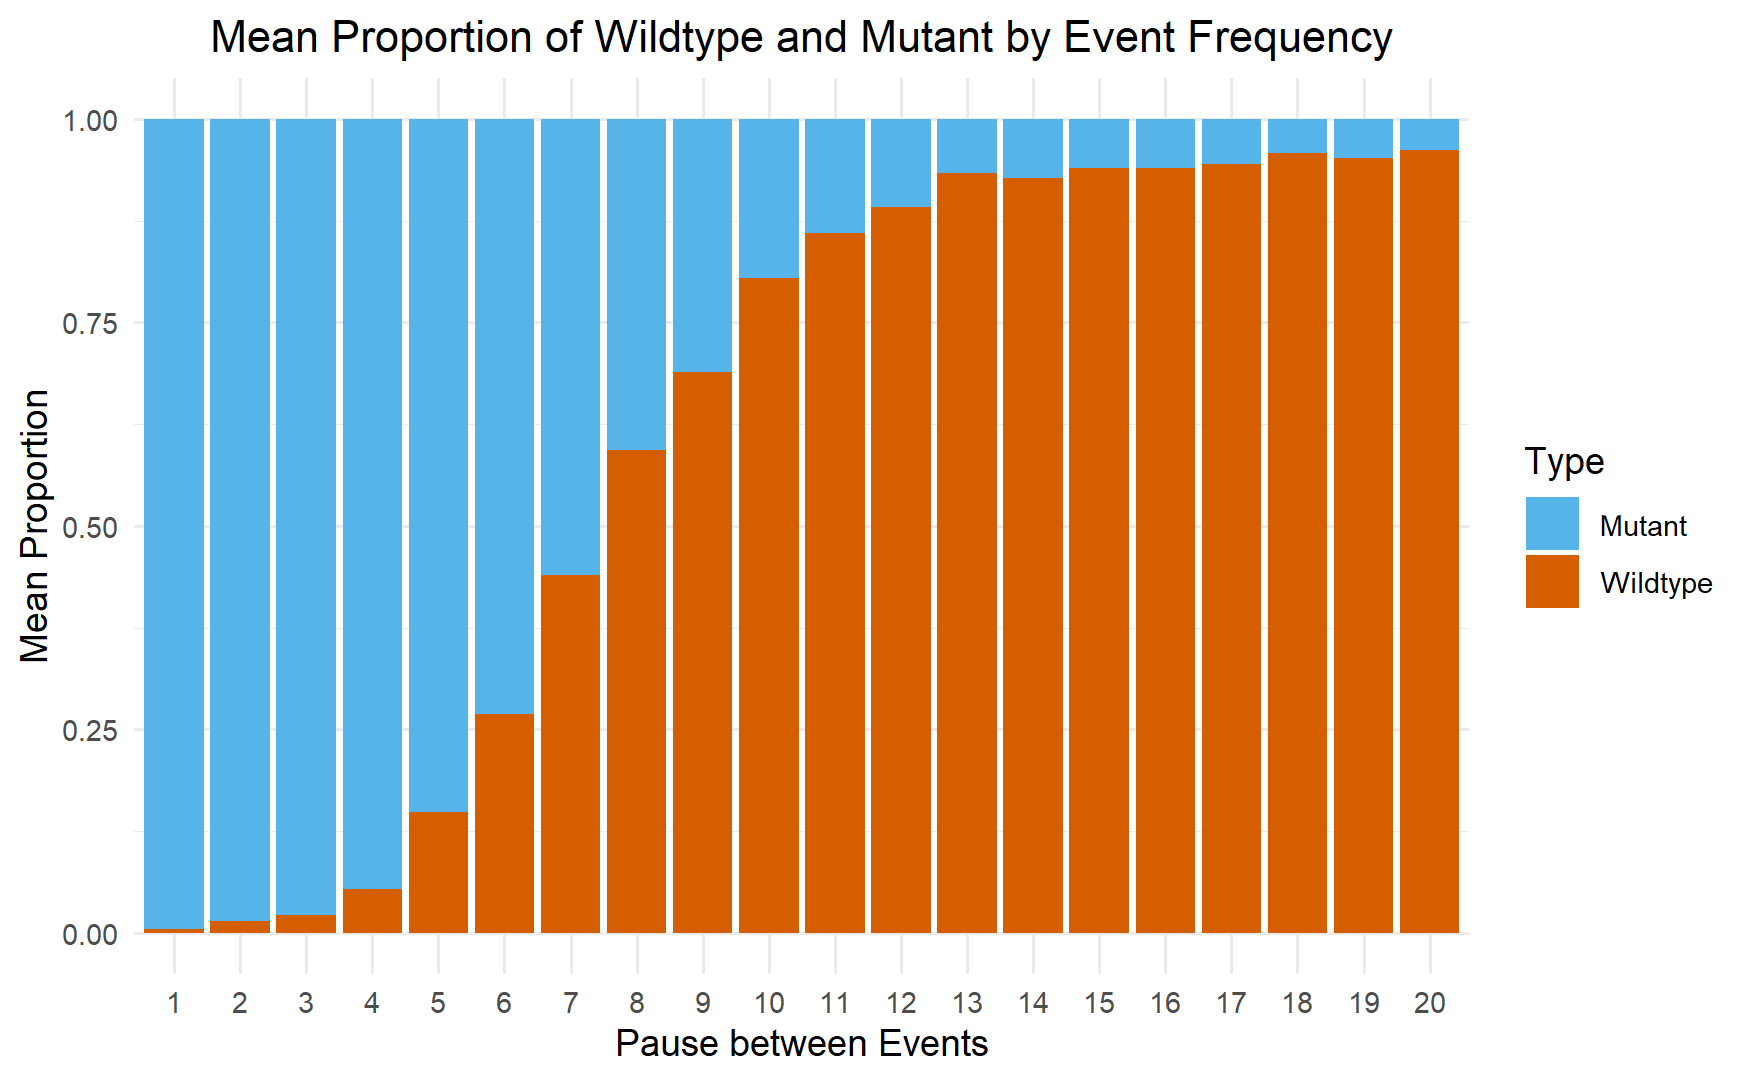 Mean Proportion of Wildtype and Mutant by Event Frequency
Mean Proportion
1.00
0.75
0.50
0.25
0.00
1 2 3 4 5 6 7 8 9 10 11 12 13 14 15 16 17 18 19 20
Pause between Events
Type
Mutant
Wildtype